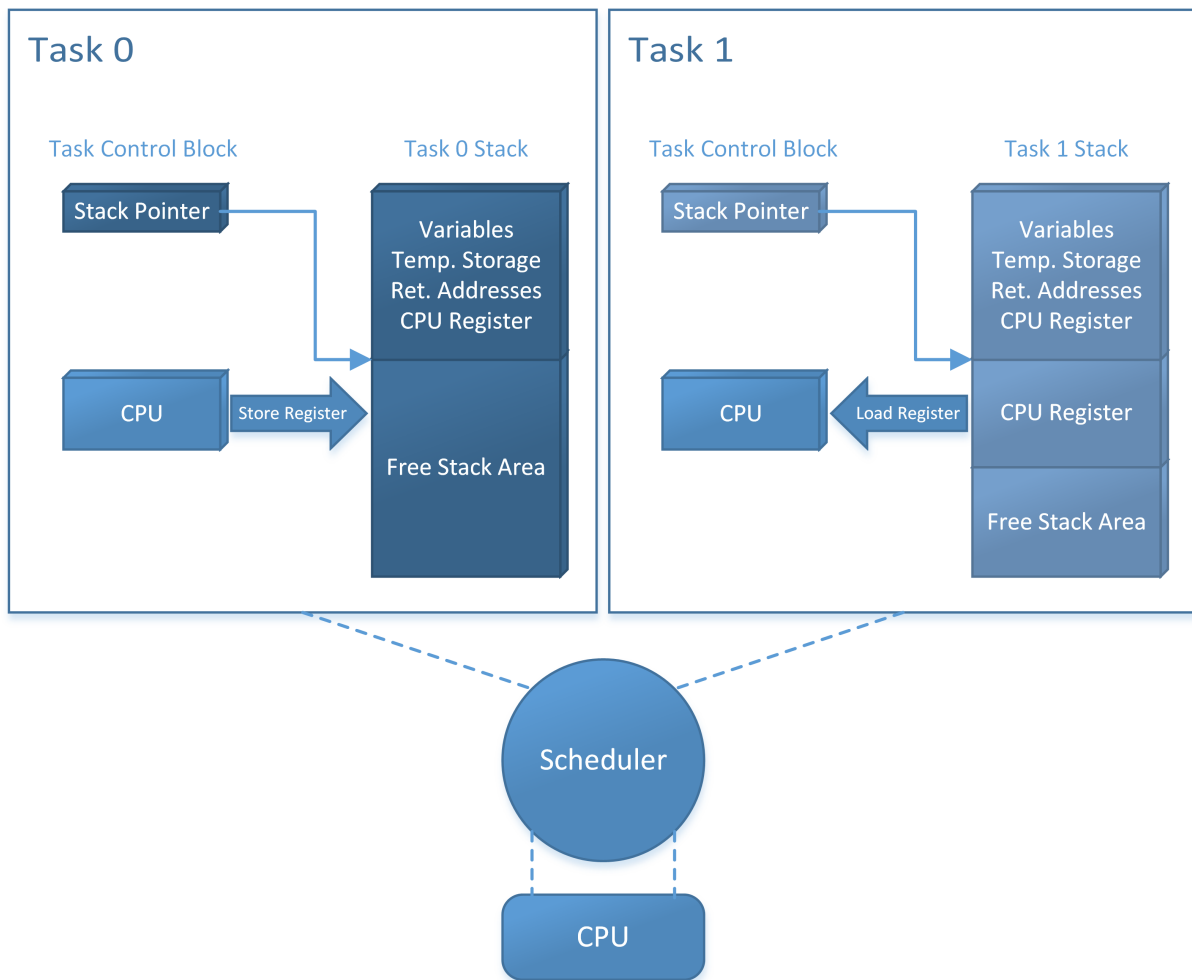 Task 0
Task Control Block
Task 0 Stack
Stack Pointer
Variables
Temp. Storage
Ret. Addresses
CPU Register
CPU
Store Register
Free Stack Area
Task 1
Task Control Block
Task 1 Stack
Stack Pointer
Variables
Temp. Storage
Ret. Addresses
CPU Register
CPU
Load Register
CPU Register
Free Stack Area
Scheduler
CPU